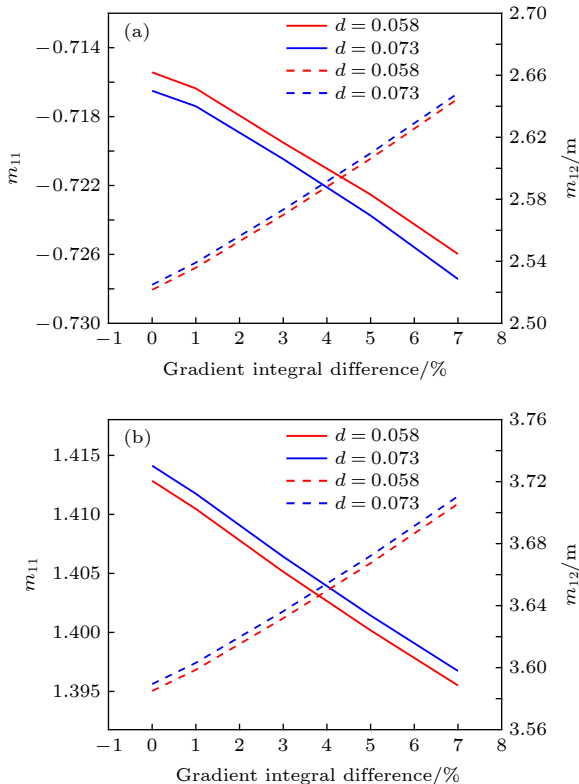 (a)
d = 0.058
d = 0.073
d = 0.058
d = 0.073
−0.714
−0.718
−0.722
−0.726
−0.730
m11
2.70
2.66
2.62
2.58
2.54
2.50
m12/m
−1 0 1 2 3 4 5 6 7 8
Gradient integral difference/%
(b)
d = 0.058
d = 0.073
d = 0.058
d = 0.073
1.415
1.410
1.405
1.400
1.395
m11
3.76
3.72
3.68
3.64
3.60
3.56
m12/m
−1 0 1 2 3 4 5 6 7 8
Gradient integral difference/%